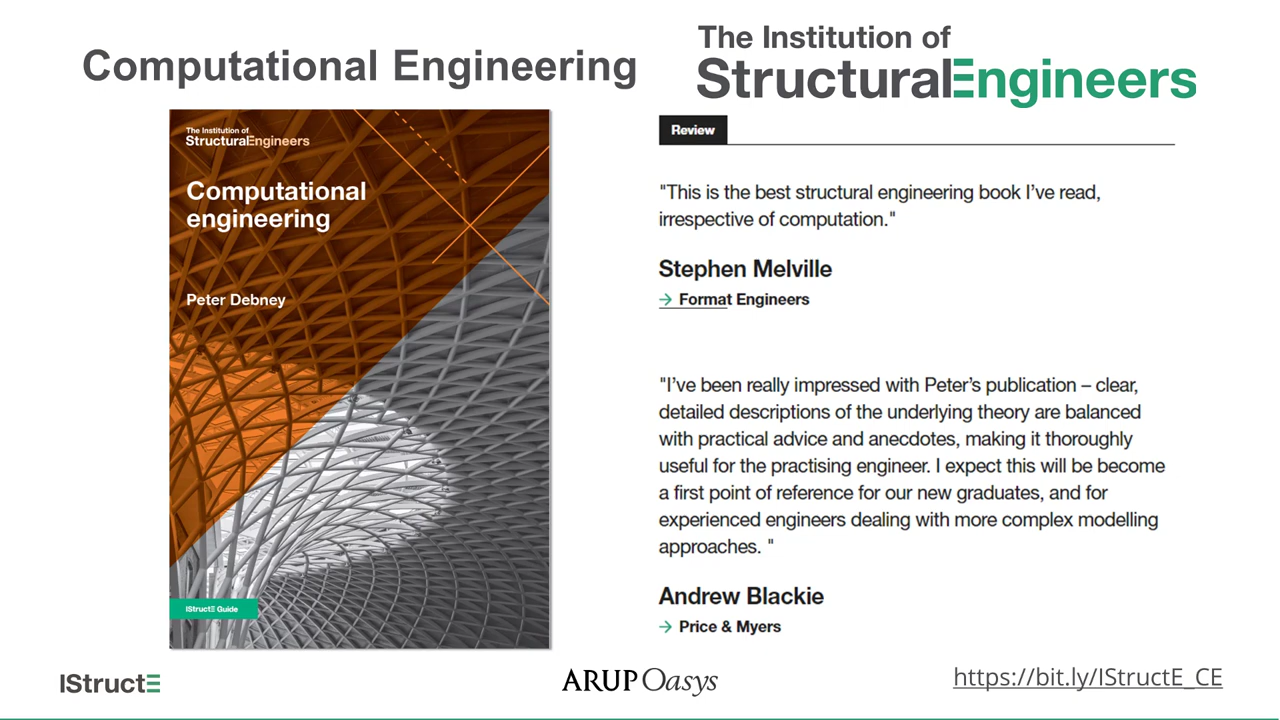 Computational Engineering
The Institution of
StructuralEngineers
The Institution of
StructuralEngineers
Computational
engineering
Peter Debney
IStructE Guide
Review
"This is the best structural engineering book I've read,
irrespective of computation."
Stephen Melville
→ Format Engineers
"I've been really impressed with Peter's publication – clear,
detailed descriptions of the underlying theory are balanced
with practical advice and anecdotes, making it thoroughly
useful for the practising engineer. I expect this will be become
a first point of reference for our new graduates, and for
experienced engineers dealing with more complex modelling
approaches. "
Andrew Blackie
→ Price & Myers
IStructE
ARUP Oasys
https://bit.ly/IStructE_CE